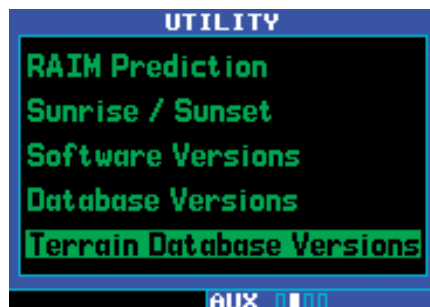 UTILITY
RAIM Prediction
Sunrise / Sunset
Software Versions
Database Versions
Terrain Database Versions
AUX